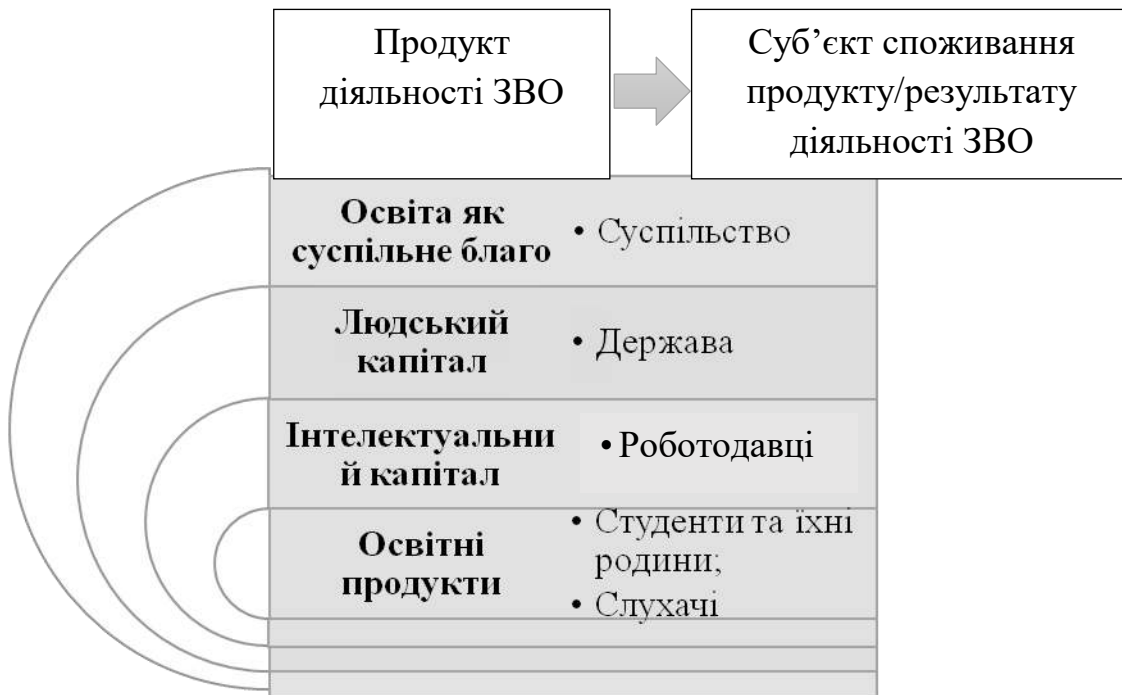 Продукт
діяльності ЗВО
Суб’єкт споживання
продукту/результату
діяльності ЗВО
Освіта як
суспільне благо
• Суспільство
Людський
капітал
• Держава
Інтелектуальни
й капітал
• Роботодавці
Освітні
продукти
• Студенти та їхні
родини;
• Слухачі